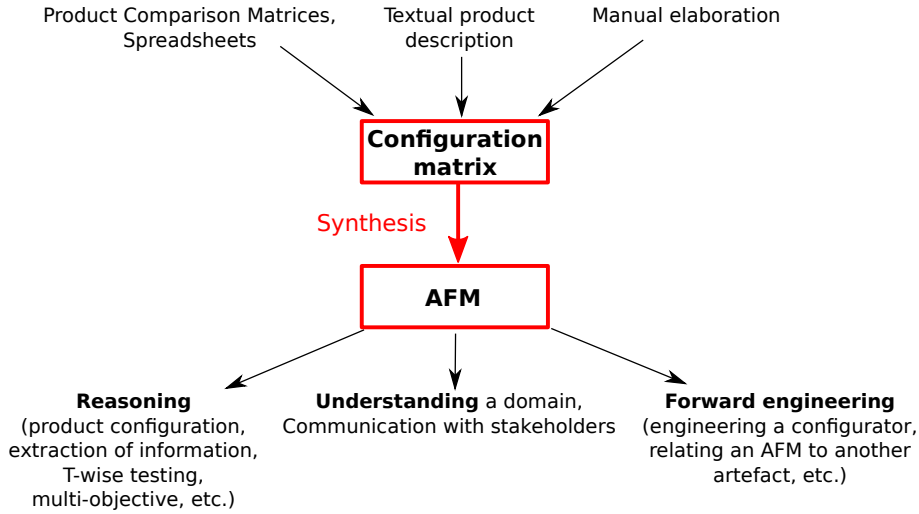 Product Comparison Matrices,
Spreadsheets
Textual product
description
Manual elaboration
Configuration
matrix
Synthesis
AFM
Reasoning
(product configuration,
extraction of information,
T-wise testing,
multi-objective, etc.)
Understanding a domain,
Communication with stakeholders
Forward engineering
(engineering a configurator,
relating an AFM to another
artefact, etc.)